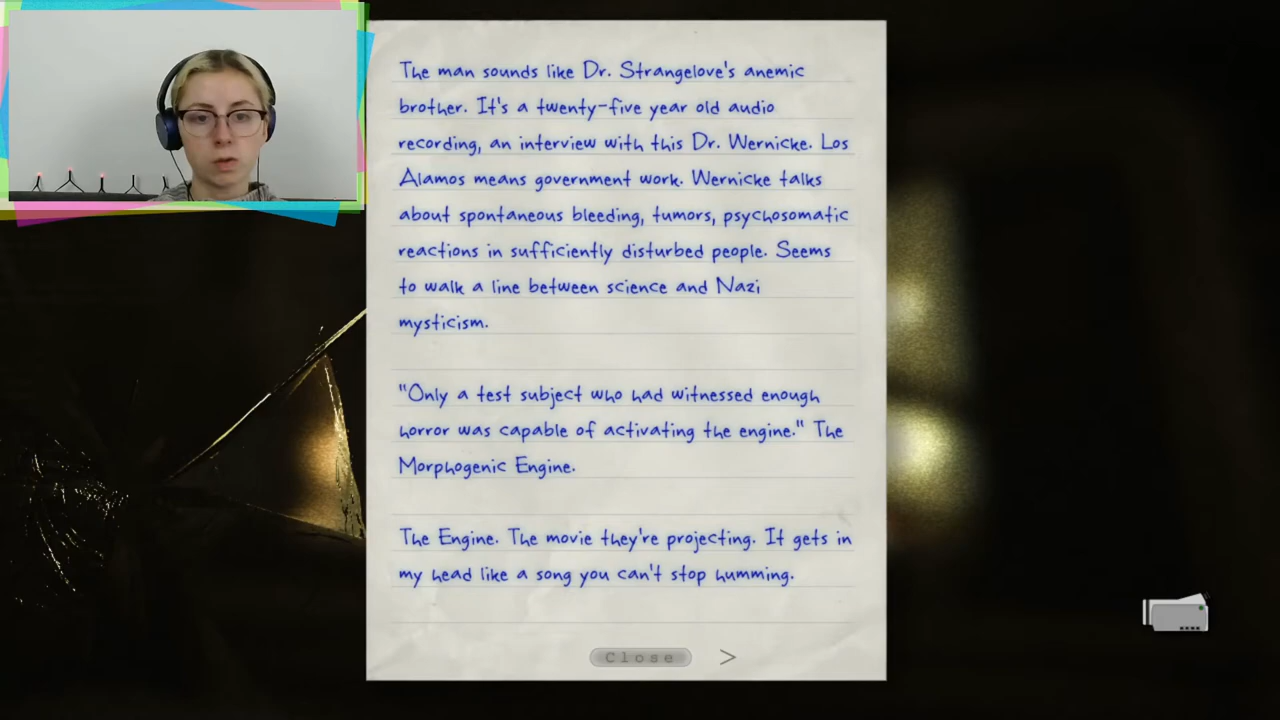 The man sounds like Dr. Strangelove's anemic
brother. It's a twenty-five year old audio
recording, an interview with this Dr. Wernicke. Los
Alamos means government work. Wernicke talks
about spontaneous bleeding, tumors, psychosomatic
reactions in sufficiently disturbed people. Seems
to walk a line between science and Nazi
mysticism.
"Only a test subject who had witnessed enough
horror was capable of activating the engine." The
Morphogenic Engine.
The Engine. The movie they're projecting. It gets in
my head like a song you can't stop humming.
Close >